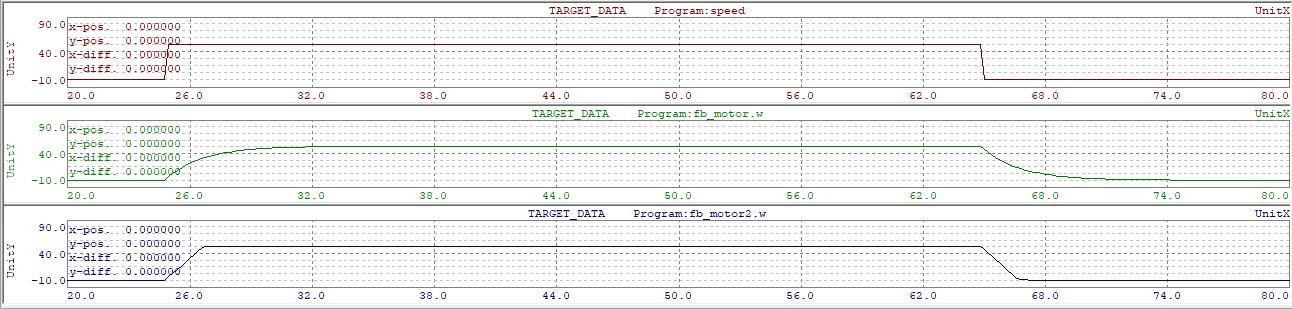 TARGET_DATA Program:speed UnitX
90.0 x-pos. 0.000000
y-pos. 0.000000
40.0 x-diff. 0.000000
y-diff. 0.000000
UnitY
-10.0
20.0 26.0 32.0 38.0 44.0 50.0 56.0 62.0 68.0 74.0 80.0
TARGET_DATA Program:fb_motor.w UnitX
90.0 x-pos. 0.000000
y-pos. 0.000000
40.0 x-diff. 0.000000
y-diff. 0.000000
UnitY
-10.0
20.0 26.0 32.0 38.0 44.0 50.0 56.0 62.0 68.0 74.0 80.0
TARGET_DATA Program:fb_motor2.w UnitX
90.0 x-pos. 0.000000
y-pos. 0.000000
40.0 x-diff. 0.000000
y-diff. 0.000000
UnitY
-10.0
20.0 26.0 32.0 38.0 44.0 50.0 56.0 62.0 68.0 74.0 80.0